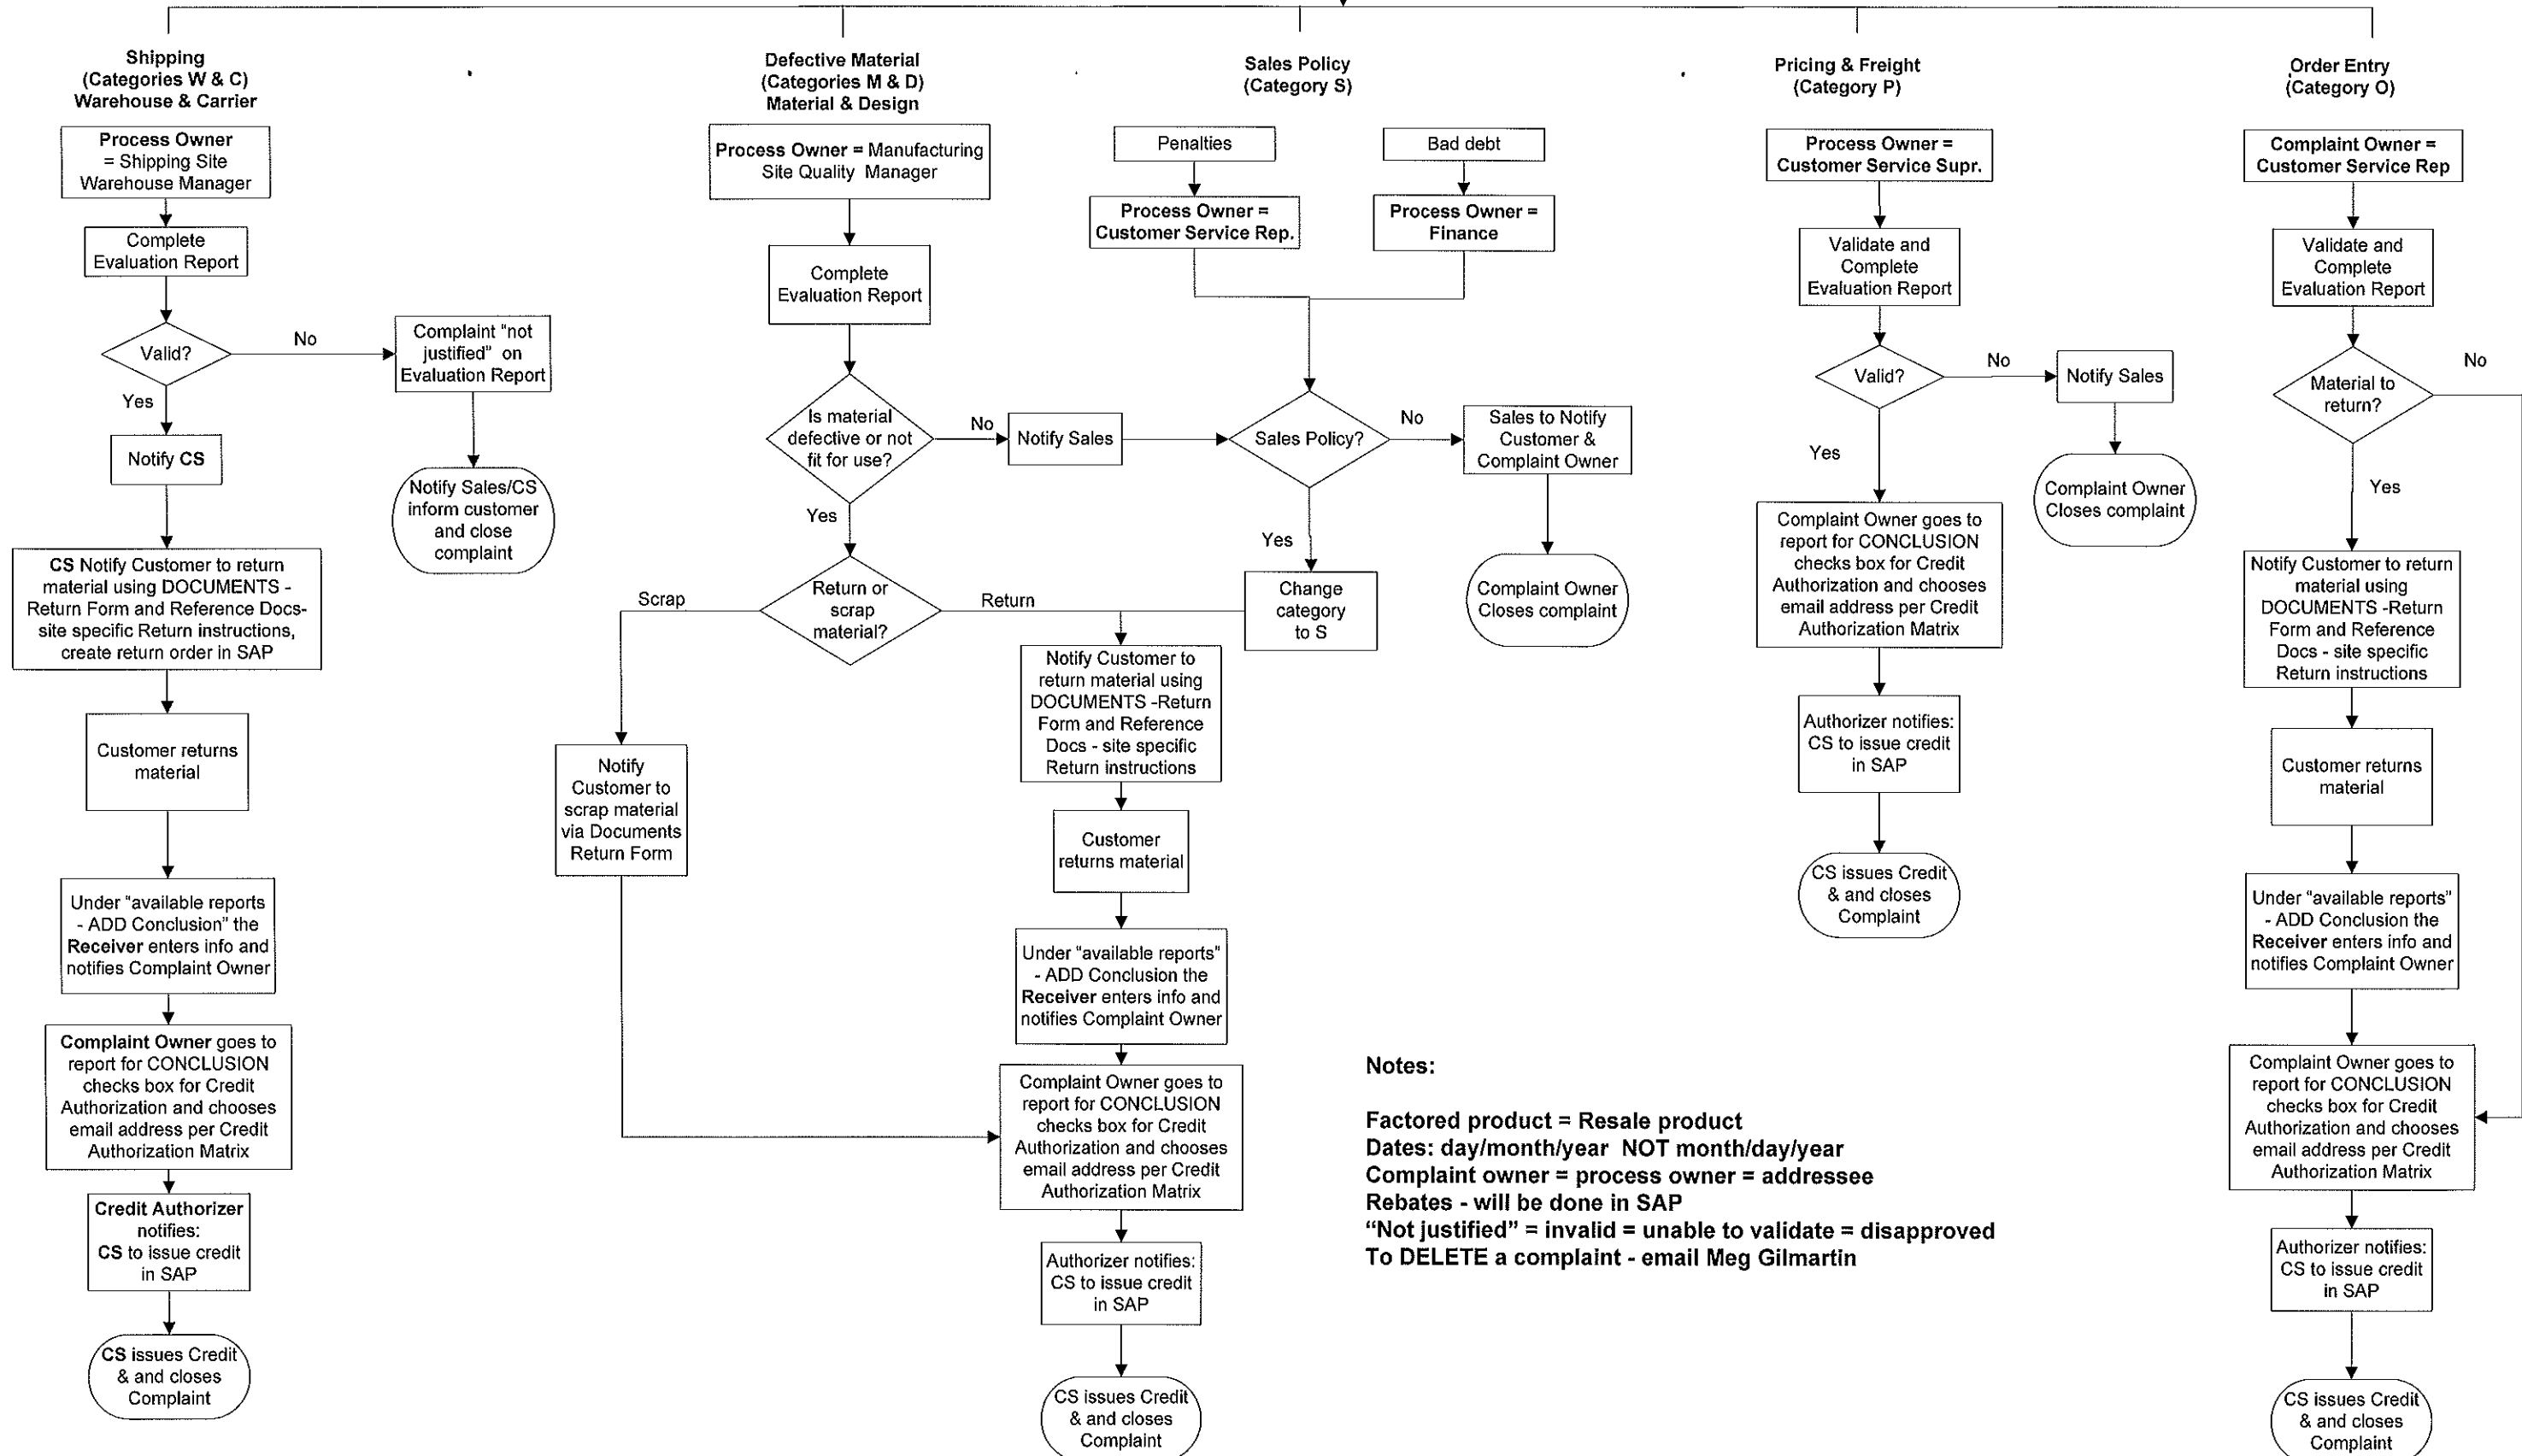 Shipping
(Categories W & C)
Warehouse & Carrier
Process Owner
= Shipping Site
Warehouse Manager
Complete
Evaluation Report
Valid?
No
Complaint "not
justified" on
Evaluation Report
Notify Sales/CS
inform customer
and close
complaint
Yes
Notify CS
CS Notify Customer to return
material using DOCUMENTS -
Return Form and Reference Docs-
site specific Return instructions,
create return order in SAP
Customer returns
material
Under "available reports
- ADD Conclusion" the
Receiver enters info and
notifies Complaint Owner
Complaint Owner goes to
report for CONCLUSION
checks box for Credit
Authorization and chooses
email address per Credit
Authorization Matrix
Credit Authorizer
notifies:
CS to issue credit
in SAP
CS issues Credit
& and closes
Complaint
Defective Material
(Categories M & D)
Material & Design
Process Owner = Manufacturing
Site Quality Manager
Complete
Evaluation Report
Is material
defective or not
fit for use?
No
Notify Sales
Yes
Return or
scrap
material?
Scrap
Return
Notify
Customer to
scrap material
via Documents
Return Form
Notify Customer to
return material using
DOCUMENTS -Return
Form and Reference
Docs - site specific
Return instructions
Customer
returns material
Under "available reports"
- ADD Conclusion the
Receiver enters info and
notifies Complaint Owner
Complaint Owner goes to
report for CONCLUSION
checks box for Credit
Authorization and chooses
email address per Credit
Authorization Matrix
Authorizer notifies:
CS to issue credit
in SAP
CS issues Credit
& and closes
Complaint
Sales Policy
(Category S)
Penalties
Bad debt
Process Owner =
Customer Service Rep.
Process Owner =
Finance
Sales Policy?
No
Sales to Notify
Customer &
Complaint Owner
Complaint Owner
Closes complaint
Yes
Change
category
to S
Pricing & Freight
(Category P)
Process Owner =
Customer Service Supr.
Validate and
Complete
Evaluation Report
Valid?
No
Notify Sales
Complaint Owner
Closes complaint
Yes
Complaint Owner goes to
report for CONCLUSION
checks box for Credit
Authorization and chooses
email address per Credit
Authorization Matrix
Authorizer notifies:
CS to issue credit
in SAP
CS issues Credit
& and closes
Complaint
Order Entry
(Category O)
Complaint Owner =
Customer Service Rep
Validate and
Complete
Evaluation Report
Material to
return?
No
Yes
Notify Customer to return
material using
DOCUMENTS -Return
Form and Reference
Docs - site specific
Return instructions
Customer returns
material
Under "available reports"
- ADD Conclusion the
Receiver enters info and
notifies Complaint Owner
Complaint Owner goes to
report for CONCLUSION
checks box for Credit
Authorization and chooses
email address per Credit
Authorization Matrix
Authorizer notifies:
CS to issue credit
in SAP
CS issues Credit
& and closes
Complaint
Notes:
Factored product = Resale product
Dates: day/month/year NOT month/day/year
Complaint owner = process owner = addressee
Rebates - will be done in SAP
"Not justified" = invalid = unable to validate = disapproved
To DELETE a complaint - email Meg Gilmartin